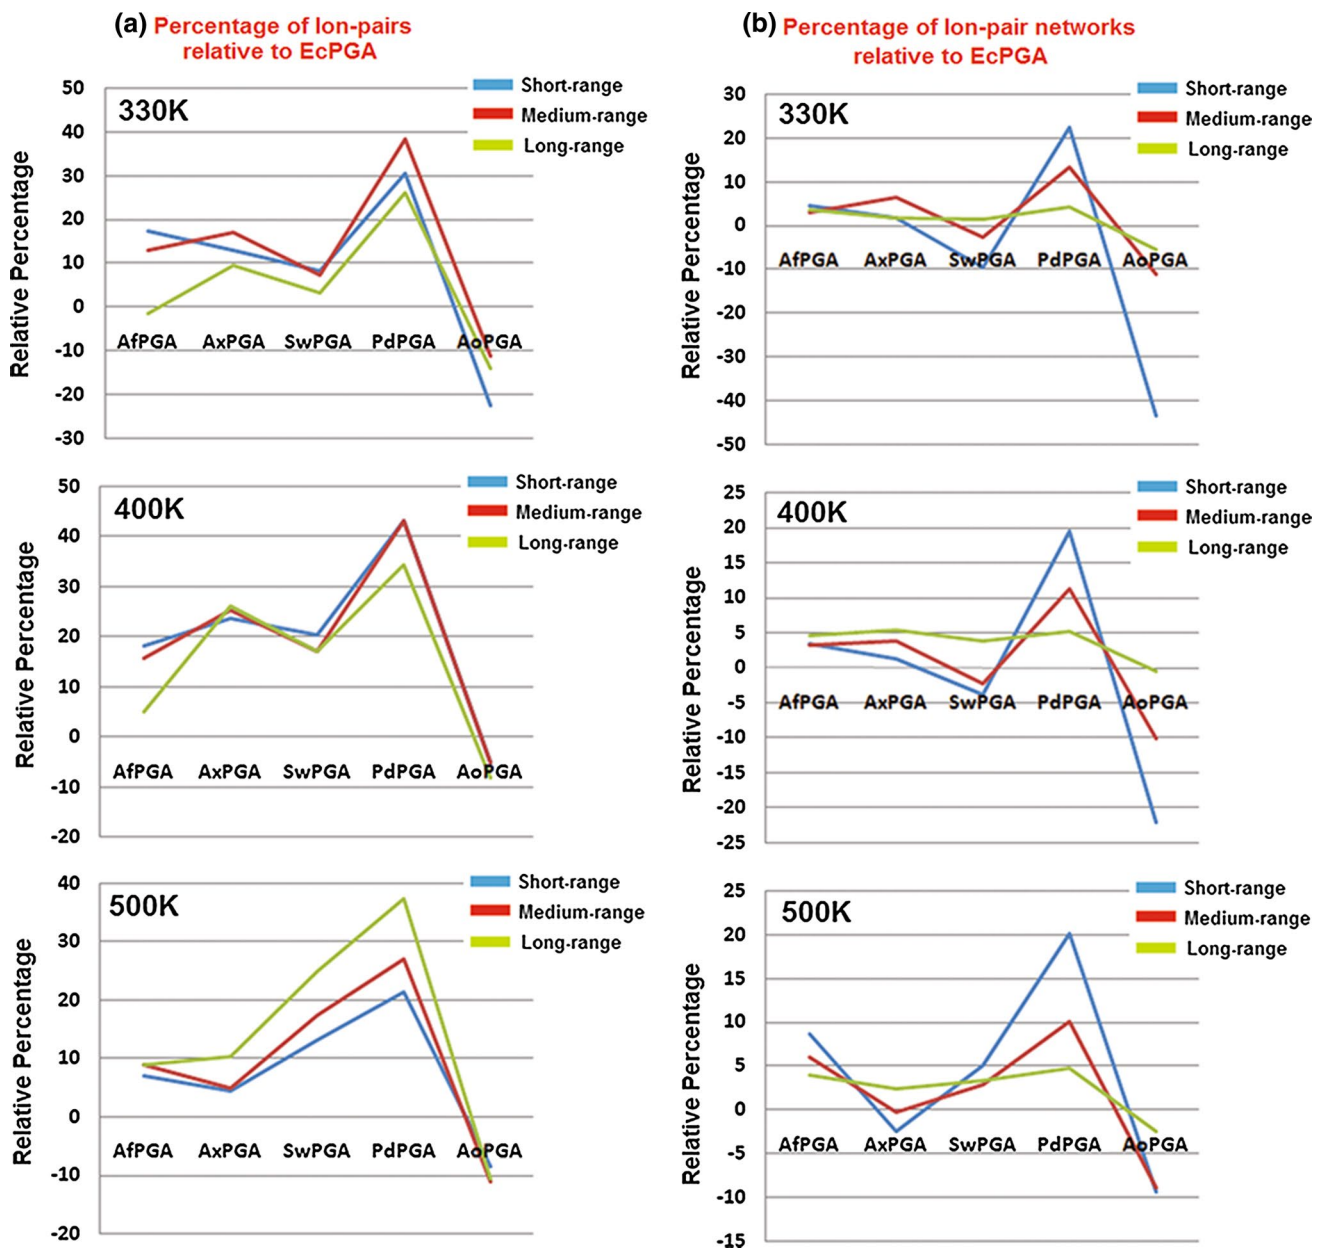 (a) Percentage of Ion-pairs
relative to EcPGA
330K
Short-range
Medium-range
Long-range
Relative Percentage
50
40
30
20
10
0
-10
-20
-30
AfPGA AxPGA SwPGA PdPGA AoPGA
400K
Short-range
Medium-range
Long-range
Relative Percentage
50
40
30
20
10
0
-10
-20
AfPGA AxPGA SwPGA PdPGA AoPGA
500K
Short-range
Medium-range
Long-range
Relative Percentage
40
30
20
10
0
-10
-20
AfPGA AxPGA SwPGA PdPGA AoPGA
(b) Percentage of Ion-pair networks
relative to EcPGA
330K
Short-range
Medium-range
Long-range
Relative Percentage
30
20
10
0
-10
-20
-30
-40
-50
AfPGA AxPGA SwPGA PdPGA AoPGA
400K
Short-range
Medium-range
Long-range
Relative Percentage
25
20
15
10
5
0
-5
-10
-15
-20
-25
AfPGA AxPGA SwPGA PdPGA AoPGA
500K
Short-range
Medium-range
Long-range
Relative Percentage
25
20
15
10
5
0
-5
-10
-15
AfPGA AxPGA SwPGA PdPGA AoPGA